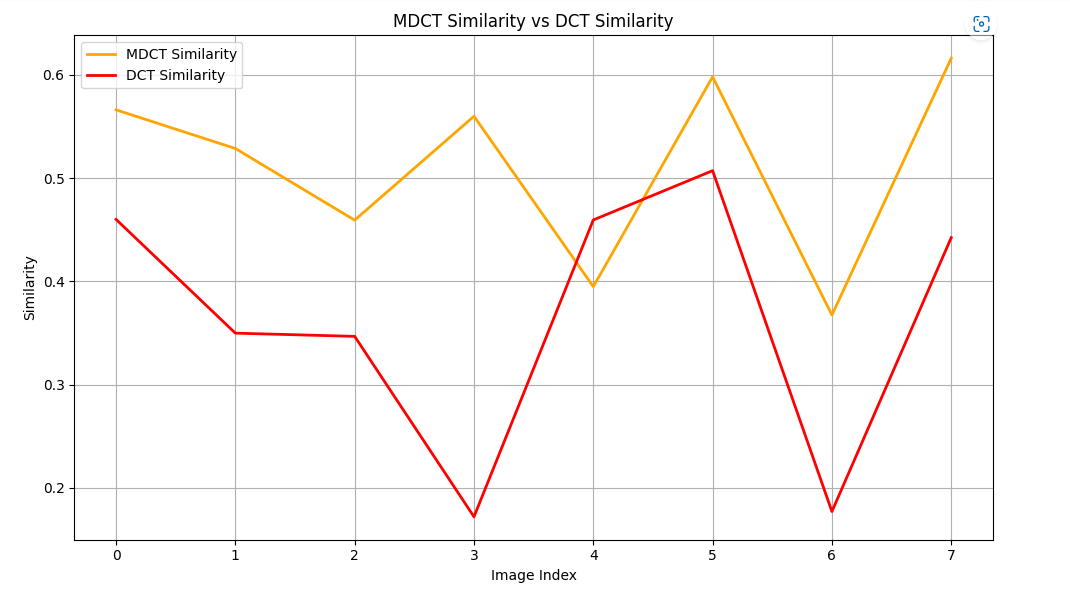 MDCT Similarity vs DCT Similarity
MDCT Similarity
DCT Similarity
0.6
0.5
0.4
0.3
0.2
Similarity
0 1 2 3 4 5 6 7
Image Index